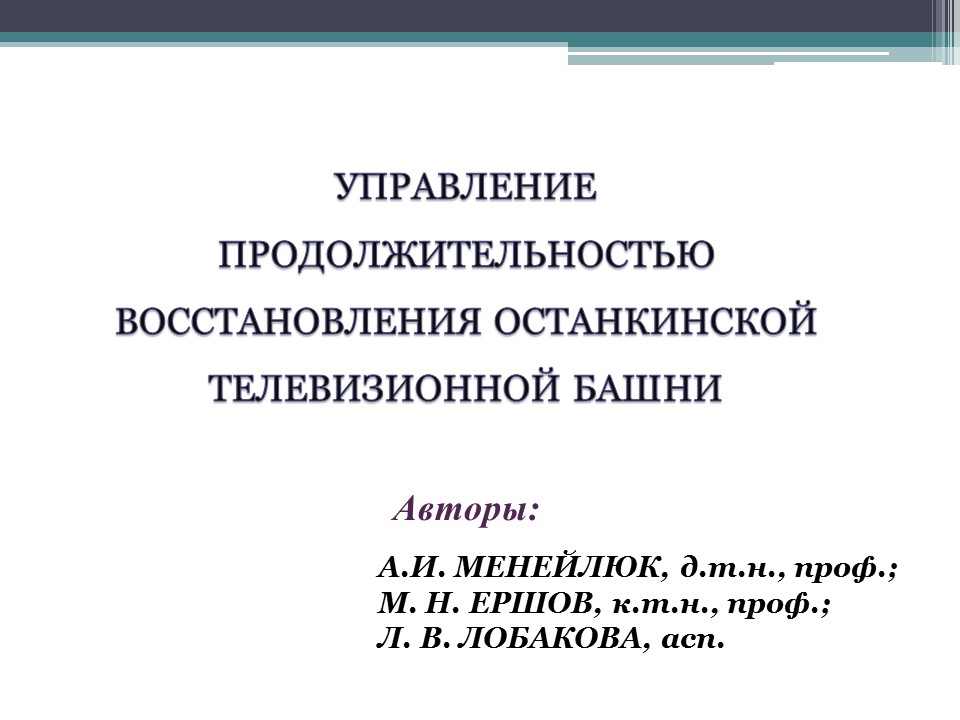 УПРАВЛЕНИЕ
ПРОДОЛЖИТЕЛЬНОСТЬЮ
ВОССТАНОВЛЕНИЯ ОСТАНКИНСКОЙ
ТЕЛЕВИЗИОННОЙ БАШНИ
Авторы:
А.И. МЕНЕЙЛЮК, д.т.н., проф.;
М. Н. ЕРШОВ, к.т.н., проф.;
Л. В. ЛОБАКОВА, асп.